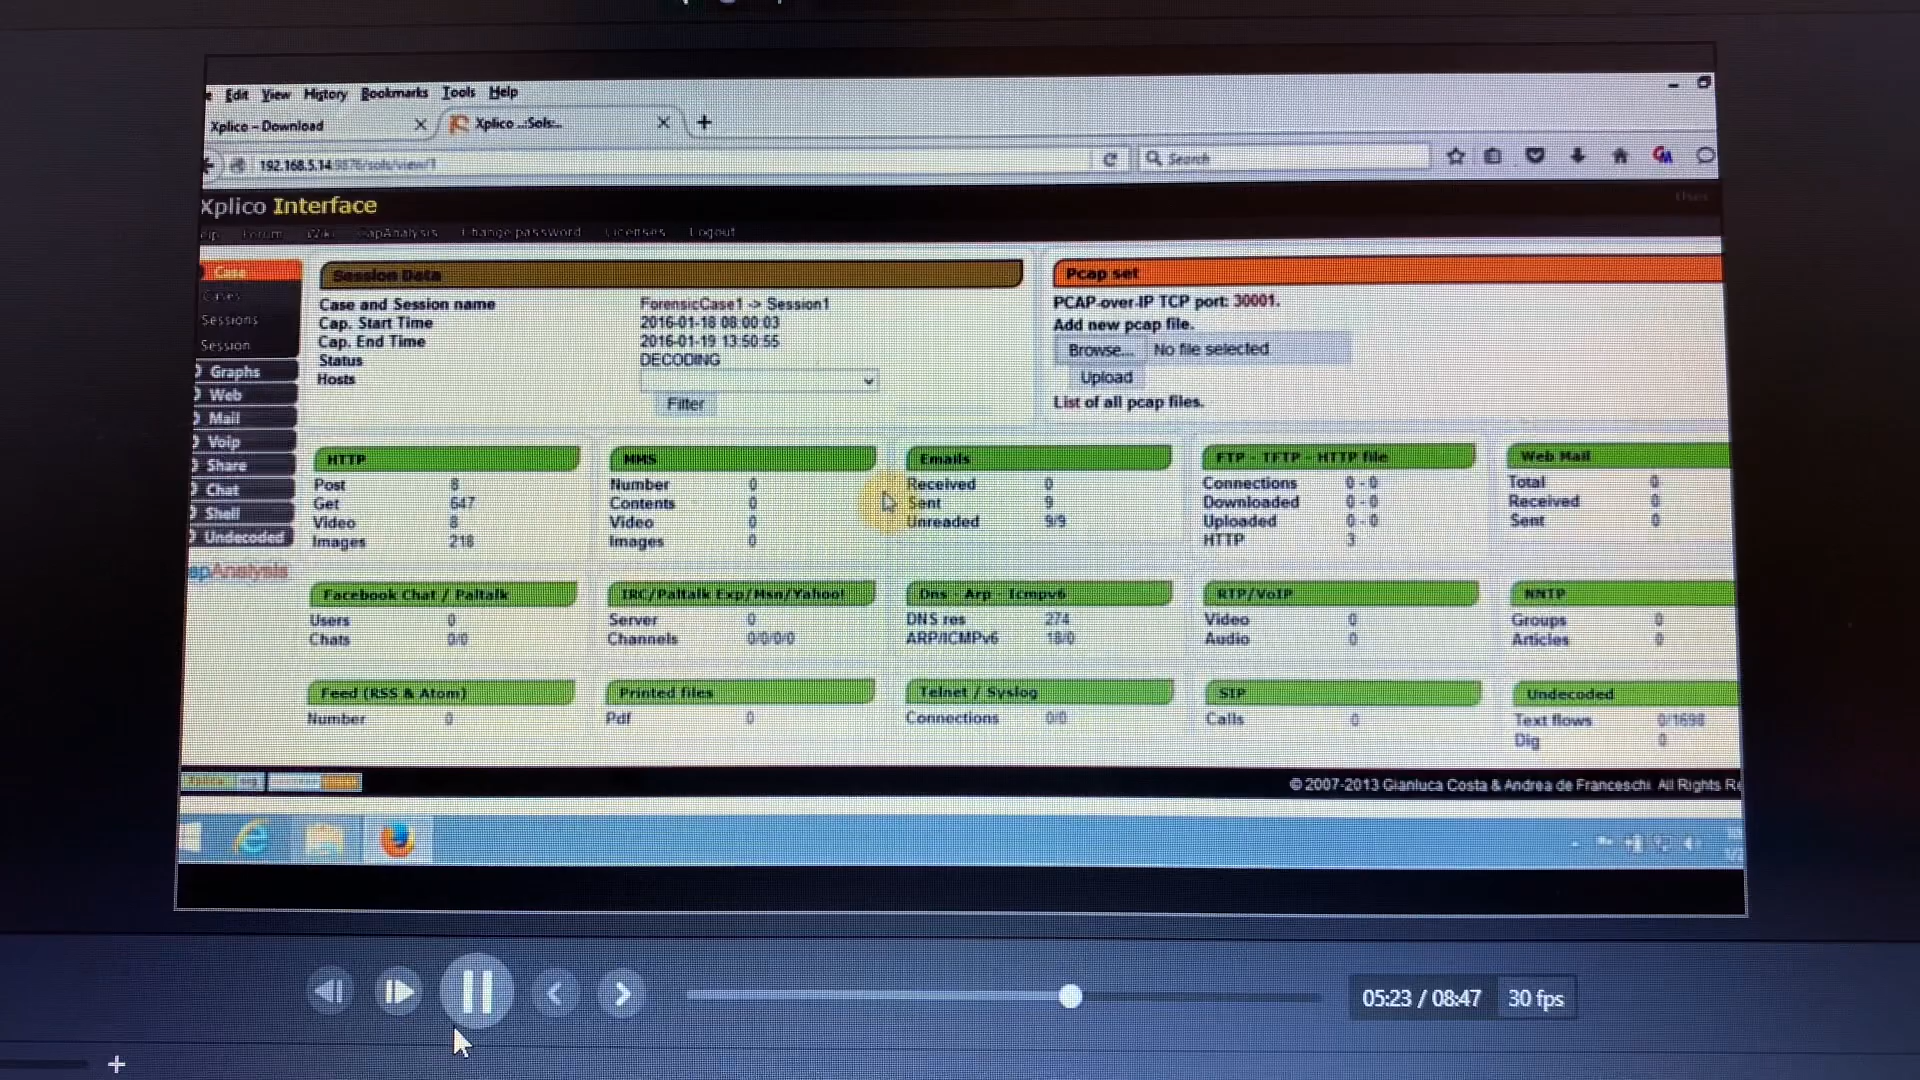 Edit View History Bookmarks Tools Help
Xplico - Download
Xplico ..:Sols:..
192.168.5.14:9876/sols/view/1
Search
Xplico Interface
Forum Wiki CapAnalysis Change password Licenses Logout
Case
Cases
Sessions
Session
Graphs
Web
Mail
Voip
Share
Chat
Shell
Undecoded
apAnalysis
Session Data
Case and Session name ForensicCase1 -> Session1
Cap. Start Time 2016-01-18 08:00:03
Cap. End Time 2016-01-19 13:50:55
Status DECODING
Hosts
Filter
Pcap set
PCAP-over-IP TCP port: 30001.
Add new pcap file.
Browse... No file selected
Upload
List of all pcap files.
HTTP
Post 8
Get 647
Video 8
Images 218
MMS
Number 0
Contents 0
Video 0
Images 0
Emails
Received 0
Sent 9
Unreaded 9/9
FTP - TFTP - HTTP file
Connections 0 - 0
Downloaded 0 - 0
Uploaded 0 - 0
HTTP 3
Web Mail
Total 0
Received 0
Sent 0
Facebook Chat / Paltalk
Users 0
Chats 0/0
IRC/Paltalk Exp/Msn/Yahoo!
Server 0
Channels 0/0/0/0
Dns - Arp - Icmpv6
DNS res 274
ARP/ICMPv6 18/0
RTP/VoIP
Video 0
Audio 0
NNTP
Groups 0
Articles 0
Feed (RSS & Atom)
Number 0
Printed files
Pdf 0
Telnet / Syslog
Connections 0/0
SIP
Calls 0
Undecoded
Text flows 0/1698
Dig 0
© 2007-2013 Gianluca Costa & Andrea de Franceschi. All Rights Re
05:23 / 08:47 30 fps